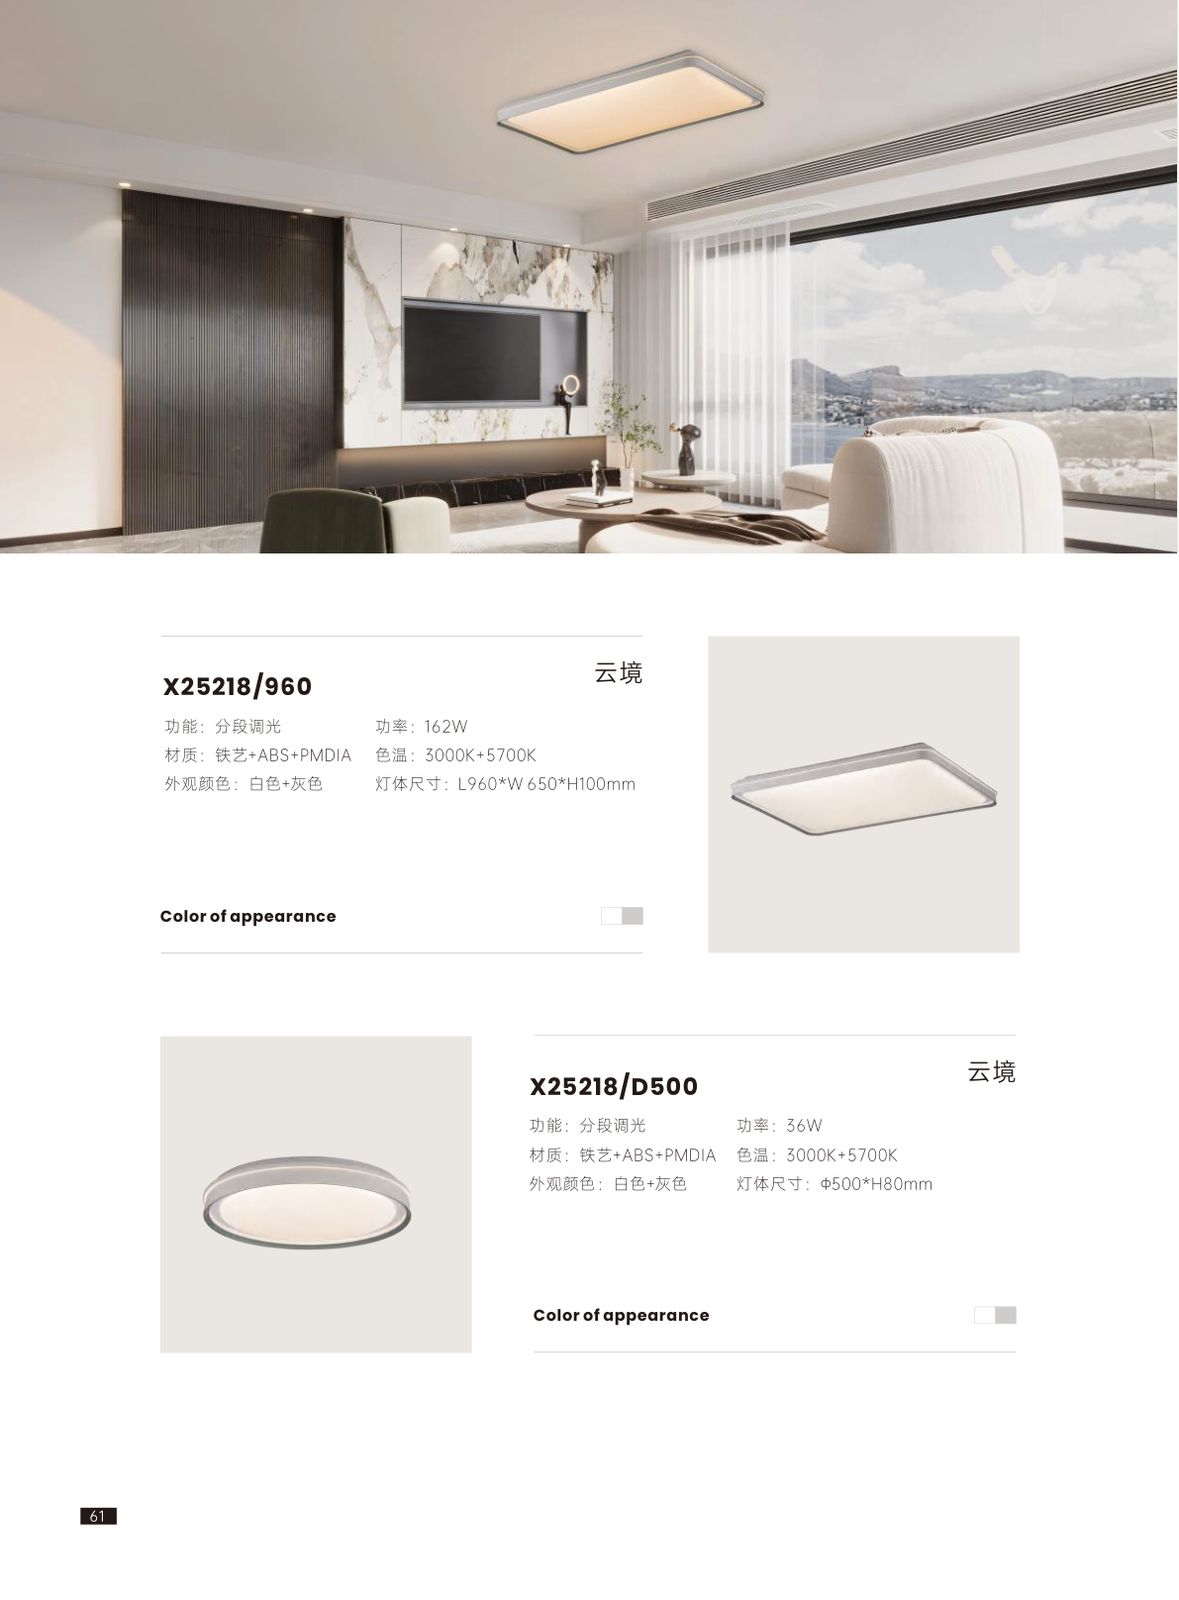 X25218/960
云境
功能：分段调光
功率：162W
材质：铁艺+ABS+PMDIA
色温：3000K+5700K
外观颜色：白色+灰色
灯体尺寸：L960*W 650*H100mm
Color of appearance
X25218/D500
云境
功能：分段调光
功率：36W
材质：铁艺+ABS+PMDIA
色温：3000K+5700K
外观颜色：白色+灰色
灯体尺寸：Φ500*H80mm
Color of appearance
61